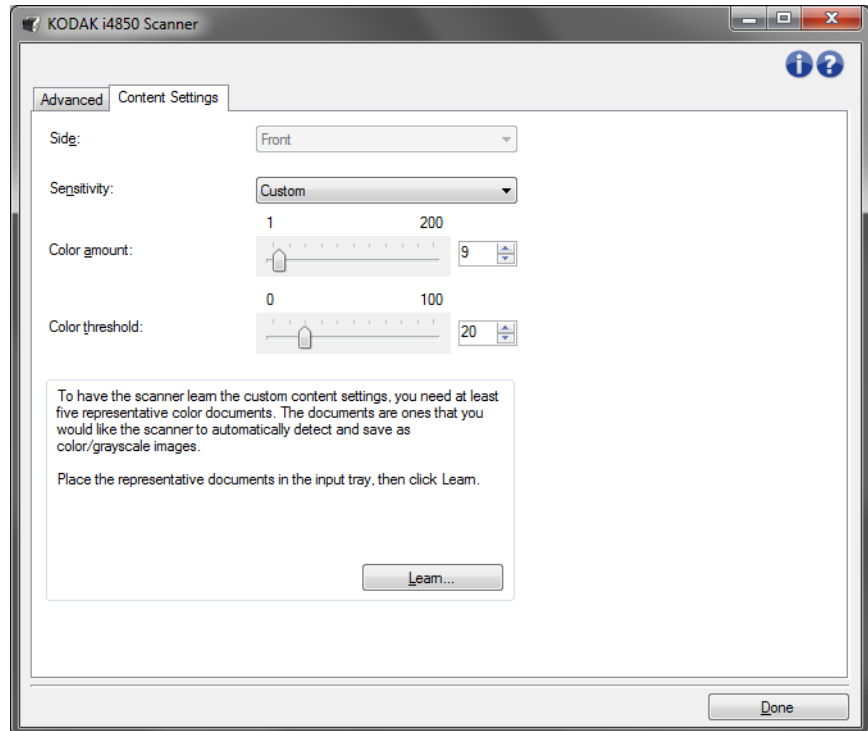 KODAK i4850 Scanner
Advanced
Content Settings
Side:
Front
Sensitivity:
Custom
1 200
Color amount:
9
0 100
Color threshold:
20
To have the scanner learn the custom content settings, you need at least
five representative color documents. The documents are ones that you
would like the scanner to automatically detect and save as
color/grayscale images.
Place the representative documents in the input tray, then click Learn.
Learn...
Done